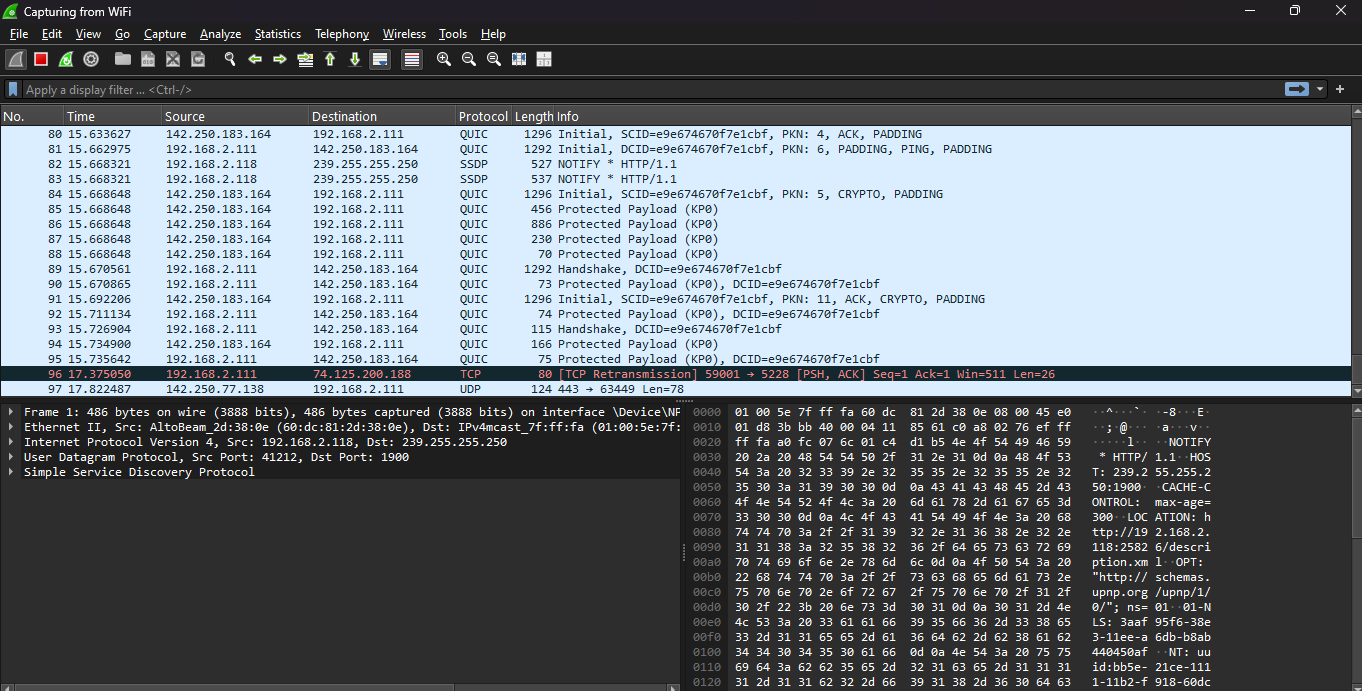 Capturing from WiFi
File Edit View Go Capture Analyze Statistics Telephony Wireless Tools Help
Apply a display filter ... <Ctrl-/>
No. Time Source Destination Protocol Length Info
80 15.633627 142.250.183.164 192.168.2.111 QUIC 1296 Initial, SCID=e9e674670f7e1cbf, PKN: 4, ACK, PADDING
81 15.662975 192.168.2.111 142.250.183.164 QUIC 1292 Initial, DCID=e9e674670f7e1cbf, PKN: 6, PADDING, PING, PADDING
82 15.668321 192.168.2.118 239.255.255.250 SSDP 527 NOTIFY * HTTP/1.1
83 15.668321 192.168.2.118 239.255.255.250 SSDP 537 NOTIFY * HTTP/1.1
84 15.668648 142.250.183.164 192.168.2.111 QUIC 1296 Initial, SCID=e9e674670f7e1cbf, PKN: 5, CRYPTO, PADDING
85 15.668648 142.250.183.164 192.168.2.111 QUIC 456 Protected Payload (KP0)
86 15.668648 142.250.183.164 192.168.2.111 QUIC 886 Protected Payload (KP0)
87 15.668648 142.250.183.164 192.168.2.111 QUIC 230 Protected Payload (KP0)
88 15.668648 142.250.183.164 192.168.2.111 QUIC 70 Protected Payload (KP0)
89 15.670561 192.168.2.111 142.250.183.164 QUIC 1292 Handshake, DCID=e9e674670f7e1cbf
90 15.670865 192.168.2.111 142.250.183.164 QUIC 73 Protected Payload (KP0), DCID=e9e674670f7e1cbf
91 15.692206 142.250.183.164 192.168.2.111 QUIC 1296 Initial, SCID=e9e674670f7e1cbf, PKN: 11, ACK, CRYPTO, PADDING
92 15.711134 192.168.2.111 142.250.183.164 QUIC 74 Protected Payload (KP0), DCID=e9e674670f7e1cbf
93 15.726904 192.168.2.111 142.250.183.164 QUIC 115 Handshake, DCID=e9e674670f7e1cbf
94 15.734900 142.250.183.164 192.168.2.111 QUIC 166 Protected Payload (KP0)
95 15.735642 192.168.2.111 142.250.183.164 QUIC 75 Protected Payload (KP0), DCID=e9e674670f7e1cbf
96 17.375050 192.168.2.111 74.125.200.188 TCP 80 [TCP Retransmission] 59001 → 5228 [PSH, ACK] Seq=1 Ack=1 Win=511 Len=26
97 17.822487 142.250.77.138 192.168.2.111 UDP 124 443 → 63449 Len=78
Frame 1: 486 bytes on wire (3888 bits), 486 bytes captured (3888 bits) on interface \Device\NF
Ethernet II, Src: AltoBeam_2d:38:0e (60:dc:81:2d:38:0e), Dst: IPv4mcast_7f:ff:fa (01:00:5e:7f:
Internet Protocol Version 4, Src: 192.168.2.118, Dst: 239.255.255.250
User Datagram Protocol, Src Port: 41212, Dst Port: 1900
Simple Service Discovery Protocol
0000 01 00 5e 7f ff fa 60 dc 81 2d 38 0e 08 00 45 e0 ··^···`· ·-8···E·
0010 01 d8 3b bb 40 00 04 11 85 61 c0 a8 02 76 ef ff ··;·@··· ·a···v··
0020 ff fa a0 fc 07 6c 01 c4 d1 b5 4e 4f 54 49 46 59 ·····l·· ··NOTIFY
0030 20 2a 20 48 54 54 50 2f 31 2e 31 0d 0a 48 4f 53 * HTTP/ 1.1··HOS
0040 54 3a 20 32 33 39 2e 32 35 35 2e 32 35 35 2e 32 T: 239.2 55.255.2
0050 35 30 3a 31 39 30 30 0d 0a 43 41 43 48 45 2d 43 50:1900· ·CACHE-C
0060 4f 4e 54 52 4f 4c 3a 20 6d 61 78 2d 61 67 65 3d ONTROL: max-age=
0070 33 30 30 0d 0a 4c 4f 43 41 54 49 4f 4e 3a 20 68 300··LOC ATION: h
0080 74 74 70 3a 2f 2f 31 39 32 2e 31 36 38 2e 32 2e ttp://19 2.168.2.
0090 31 31 38 3a 32 35 38 32 36 2f 64 65 73 63 72 69 118:2582 6/descri
00a0 70 74 69 6f 6e 2e 78 6d 6c 0d 0a 4f 50 54 3a 20 ption.xm l··OPT:
00b0 22 68 74 74 70 3a 2f 2f 73 63 68 65 6d 61 73 2e "http:// schemas.
00c0 75 70 6e 70 2e 6f 72 67 2f 75 70 6e 70 2f 31 2f upnp.org /upnp/1/
00d0 30 2f 22 3b 20 6e 73 3d 30 31 0d 0a 30 31 2d 4e 0/"; ns= 01··01-N
00e0 4c 53 3a 20 33 61 61 66 39 35 66 36 2d 33 38 65 LS: 3aaf 95f6-38e
00f0 33 2d 31 31 65 65 2d 61 36 64 62 2d 62 38 61 62 3-11ee-a 6db-b8ab
0100 34 34 30 34 35 30 61 66 0d 0a 4e 54 3a 20 75 75 440450af ··NT: uu
0110 69 64 3a 62 62 35 65 2d 32 31 63 65 2d 31 31 31 id:bb5e- 21ce-111
0120 31 2d 31 31 62 32 2d 66 39 31 38 2d 36 30 64 63 1-11b2-f 918-60dc